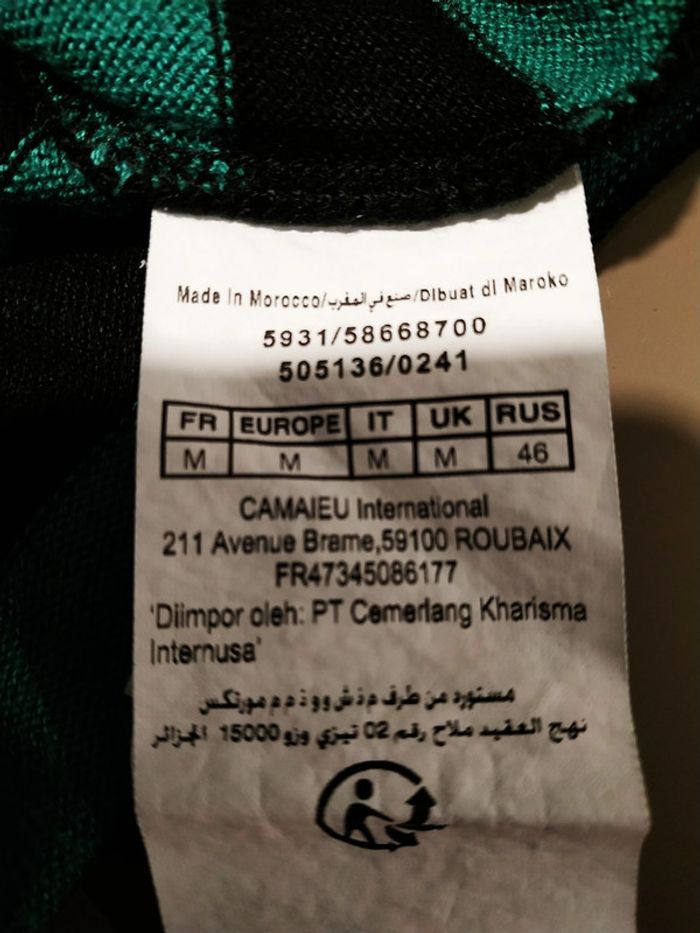 Made in Morocco/صنع في المغرب/Dibuat di Maroko
5931/58668700
505136/0241
FR EUROPE IT UK RUS
M M M M 46
CAMAIEU International
211 Avenue Brame,59100 ROUBAIX
FR47345086177
'Diimpor oleh: PT Cemerlang Kharisma
Internusa'
مستورد من طرف م ذ ش و و ذ م م مورتكس
نهج العقيد ملاح رقم 02 تيزي وزو 15000 الجزائر